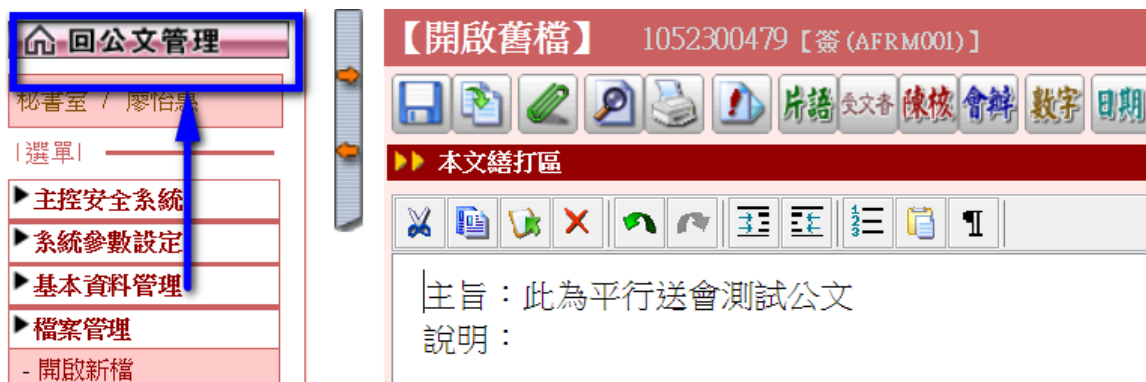 回公文管理
秘書室 / 廖怡惠
|選單|
主控安全系統
系統參數設定
基本資料管理
檔案管理
- 開啟新檔
【開啟舊檔】 1052300479【簽(AFRM001)】
片語 受文者 陳核 會辦 數字 日期
本文繕打區
主旨：此為平行送會測試公文
說明：